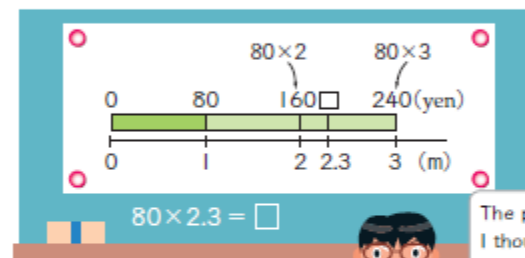 80×2 80×3
0 80 160□ 240(yen)
0 1 2 2.3 3 (m)
80×2.3=□
The
I